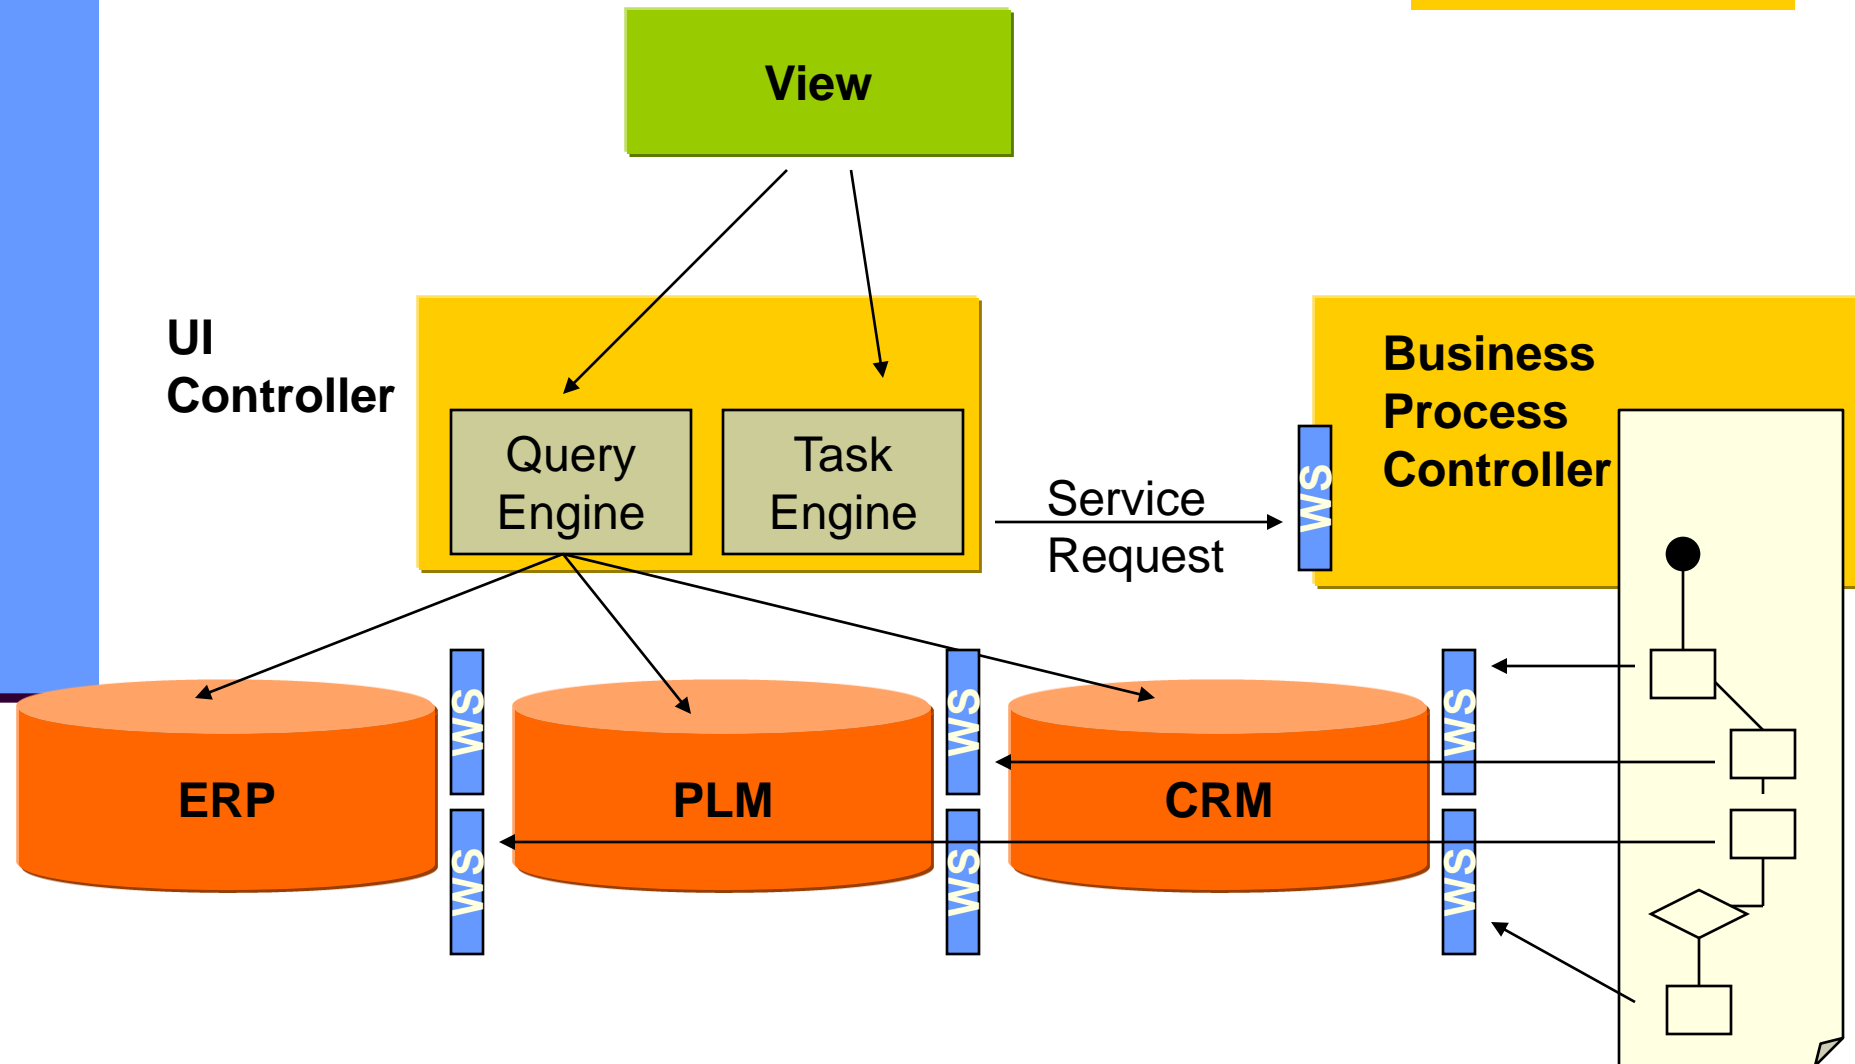 View
UI
Controller
Query
Engine
Task
Engine
Service
Request
WS
Business
Process
Controller
WS
WS
WS
ERP
PLM
CRM
WS
WS
WS